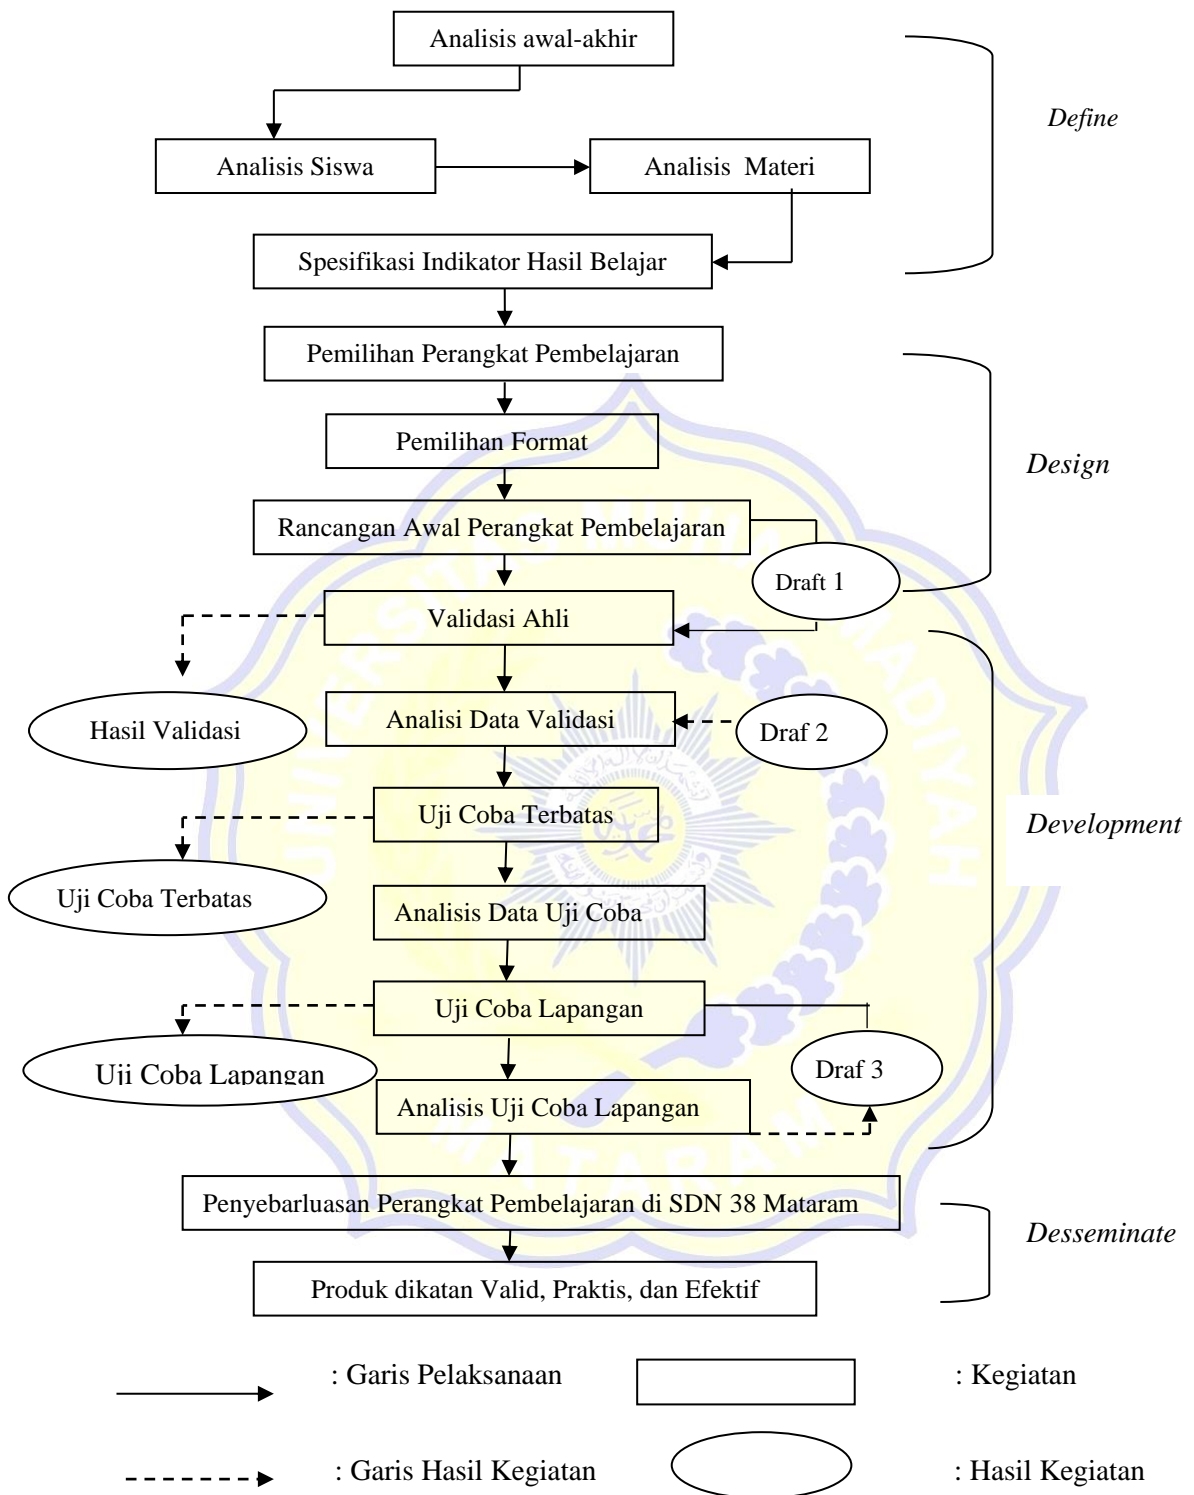 Analisis awal-akhir
Define
Analisis Siswa
Analisis Materi
Spesifikasi Indikator Hasil Belajar
Pemilihan Perangkat Pembelajaran
Pemilihan Format
Design
Rancangan Awal Perangkat Pembelajaran
Draft 1
Validasi Ahli
Hasil Validasi
Analisi Data Validasi
Draf 2
Uji Coba Terbatas
Development
Uji Coba Terbatas
Analisis Data Uji Coba
Uji Coba Lapangan
Uji Coba Lapangan
Draf 3
Analisis Uji Coba Lapangan
Penyebarluasan Perangkat Pembelajaran di SDN 38 Mataram
Desseminate
Produk dikatan Valid, Praktis, dan Efektif
: Garis Pelaksanaan
: Kegiatan
: Garis Hasil Kegiatan
: Hasil Kegiatan
UNIVERSITAS MUHAMMADIYAH
MATARAM